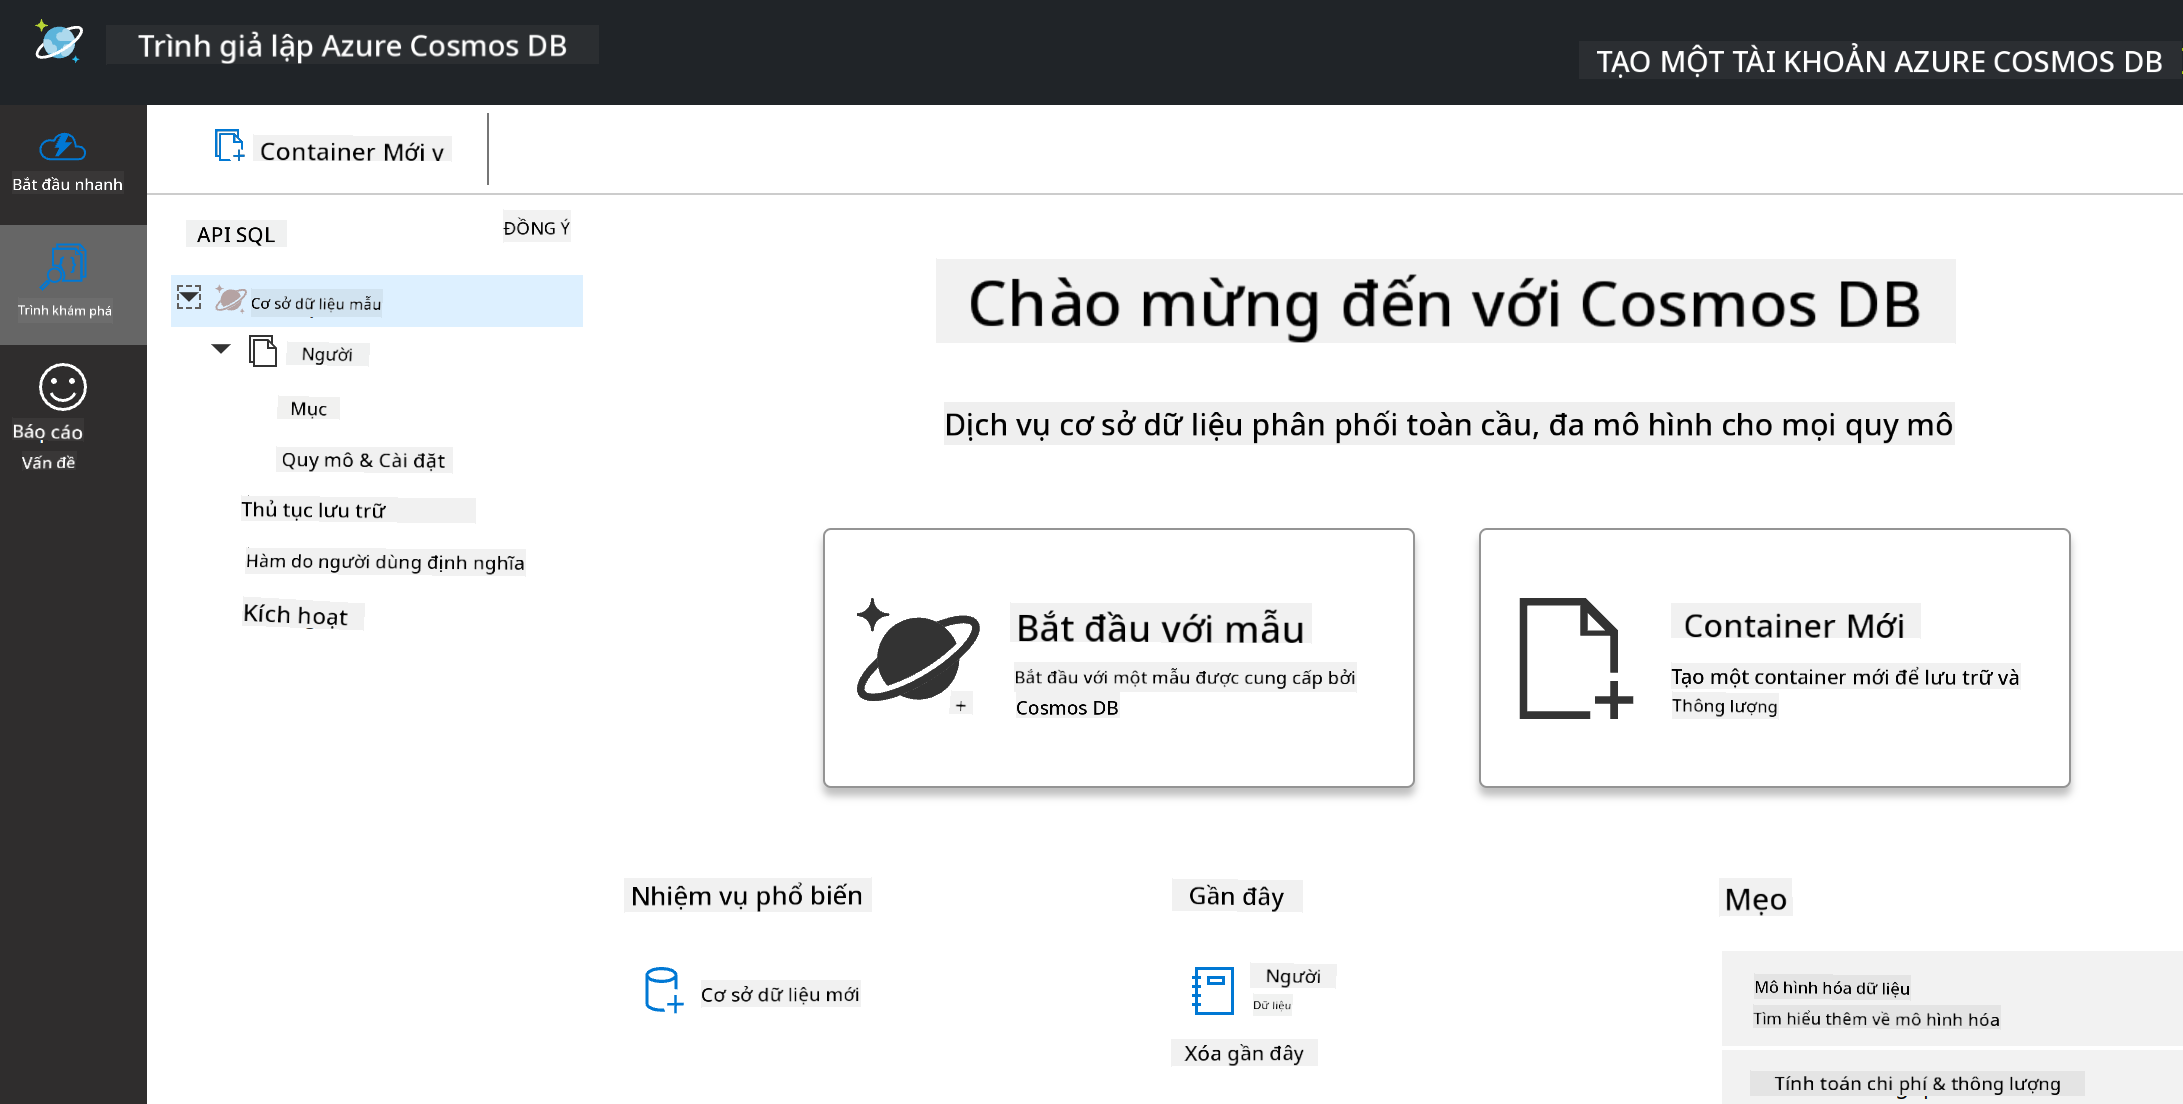 Trình giả lập Azure Cosmos DB
TẠO MỘT TÀI KHOẢN AZURE COSMOS DB
Bắt đầu nhanh
Trình khám phá
Báo cáo
Vấn đề
Container Mới v
API SQL
ĐỒNG Ý
Cơ sở dữ liệu mẫu
Người
Mục
Quy mô & Cài đặt
Thủ tục lưu trữ
Hàm do người dùng định nghĩa
Kích hoạt
Chào mừng đến với Cosmos DB
Dịch vụ cơ sở dữ liệu phân phối toàn cầu, đa mô hình cho mọi quy mô
Bắt đầu với mẫu
Bắt đầu với một mẫu được cung cấp bởi
Cosmos DB
+
Container Mới
Tạo một container mới để lưu trữ và
Thông lượng
Nhiệm vụ phổ biến
Cơ sở dữ liệu mới
Gần đây
Người
Dữ liệu
Xóa gần đây
Mẹo
Mô hình hóa dữ liệu
Tìm hiểu thêm về mô hình hóa
Tính toán chi phí & thông lượng